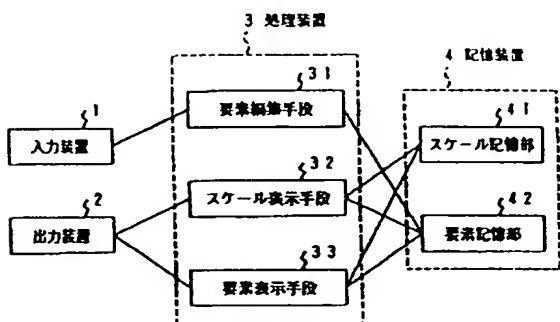 3 処理装置
31
4 記憶装置
1
要素編集手段
41
入力装置
スケール記憶部
32
2
スケール表示手段
42
出力装置
要素記憶部
33
要素表示手段